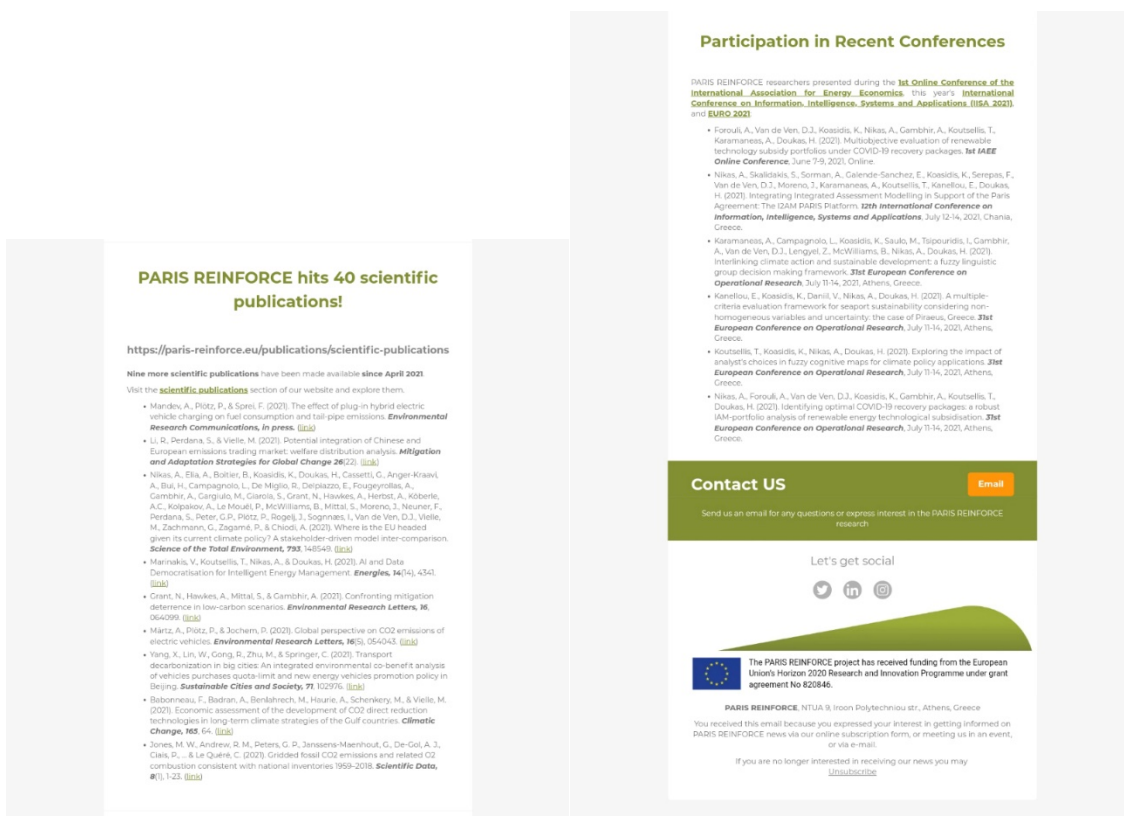 PARIS REINFORCE hits 40 scientific
publications!
https://paris-reinforce.eu/publications/scientific-publications
Nine more scientific publications have been made available since April 2021
Visit the scientific publications section of our website and explore them.
• Mandev, A., Plötz, P., & Sprei, F. (2021). The effect of plug-in hybrid electric
vehicle charging on fuel consumption and tail-pipe emissions. Environmental
Research Communications, in press. (link)
• Li, R., Perdana, S., & Vielle, M. (2021). Potential integration of Chinese and
European emissions trading market: welfare distribution analysis. Mitigation
and Adaptation Strategies for Global Change 26(22). (link)
• Nikas, A., Elia, A., Boitier, B., Koasidis, K., Doukas, H., Cassetti, G., Anger-Kraavi,
A., Bui, H., Campagnolo, L., De Miglio, R., Delpiazzo, E., Fougeyrollas, A.,
Gambhir, A., Gargiulo, M., Giarola, S., Grant, N., Hawkes, A., Herbst, A., Köberle,
A.C., Kolpakov, A., Le Mouël, P., McWilliams, B., Mittal, S., Moreno, J., Neuner, F.,
Perdana, S., Peter, G.P., Plötz, P., Rogelj, J., Sognnæs, I., Van de Ven, D.J., Vielle,
M., Zachmann, G., Zagamé, P., & Chiodi, A. (2021). Where is the EU headed
given its current climate policy? A stakeholder-driven model inter-comparison.
Science of the Total Environment, 793, 148549. (link)
• Marinakis, V., Koutsellis, T., Nikas, A., & Doukas, H. (2021). AI and Data
Democratisation for Intelligent Energy Management. Energies, 14(14), 4341.
(link)
• Grant, N., Hawkes, A., Mittal, S., & Gambhir, A. (2021). Confronting mitigation
deterrence in low-carbon scenarios. Environmental Research Letters, 16,
064099. (link)
• Märtz, A., Plötz, P., & Jochem, P. (2021). Global perspective on CO2 emissions of
electric vehicles. Environmental Research Letters, 16(5), 054043. (link)
• Yang, X., Lin, W., Gong, R., Zhu, M., & Springer, C. (2021). Transport
decarbonization in big cities: An integrated environmental co-benefit analysis
of vehicles purchases quota-limit and new energy vehicles promotion policy in
Beijing. Sustainable Cities and Society, 71, 102976. (link)
• Babonneau, F., Badran, A., Benlahrech, M., Haurie, A., Schenkery, M., & Vielle, M.
(2021). Economic assessment of the development of CO2 direct reduction
technologies in long-term climate strategies of the Gulf countries. Climatic
Change, 165, 64. (link)
• Jones, M. W., Andrew, R. M., Peters, G. P., Janssens-Maenhout, G., De-Gol, A. J.,
Ciais, P., ... & Le Quéré, C. (2021). Gridded fossil CO2 emissions and related O2
combustion consistent with national inventories 1959–2018. Scientific Data,
8(1), 1-23. (link)
Participation in Recent Conferences
PARIS REINFORCE researchers presented during the 1st Online Conference of the
International Association for Energy Economics, this year's International
Conference on Information, Intelligence, Systems and Applications (IISA 2021),
and EURO 2021.
• Forouli, A., Van de Ven, D.J., Koasidis, K., Nikas, A., Gambhir, A., Koutsellis, T.,
Karamaneas, A., Doukas, H. (2021). Multiobjective evaluation of renewable
technology subsidy portfolios under COVID-19 recovery packages. 1st IAEE
Online Conference, June 7-9, 2021, Online.
• Nikas, A., Skalidakis, S., Sorman, A., Galende-Sanchez, E., Koasidis, K., Serepas, F.,
Van de Ven, D.J., Moreno, J., Karamaneas, A., Koutsellis, T., Kanellou, E., Doukas,
H. (2021). Integrating Integrated Assessment Modelling in Support of the Paris
Agreement: The I2AM PARIS Platform. 12th International Conference on
Information, Intelligence, Systems and Applications, July 12-14, 2021, Chania,
Greece.
• Karamaneas, A., Campagnolo, L., Koasidis, K., Saulo, M., Tsipouridis, I., Gambhir,
A., Van de Ven, D.J., Lengyel, Z., McWilliams, B., Nikas, A., Doukas, H. (2021).
Interlinking climate action and sustainable development: a fuzzy linguistic
group decision making framework. 31st European Conference on
Operational Research, July 11-14, 2021, Athens, Greece.
• Kanellou, E., Koasidis, K., Daniil, V., Nikas, A., Doukas, H. (2021). A multiple-
criteria evaluation framework for seaport sustainability considering non-
homogeneous variables and uncertainty: the case of Piraeus, Greece. 31st
European Conference on Operational Research, July 11-14, 2021, Athens,
Greece.
• Koutsellis, T., Koasidis, K., Nikas, A., Doukas, H. (2021). Exploring the impact of
analyst's choices in fuzzy cognitive maps for climate policy applications. 31st
European Conference on Operational Research, July 11-14, 2021, Athens,
Greece.
• Nikas, A., Forouli, A., Van de Ven, D.J., Koasidis, K., Gambhir, A., Koutsellis, T.,
Doukas, H. (2021). Identifying optimal COVID-19 recovery packages: a robust
IAM-portfolio analysis of renewable energy technological subsidisation. 31st
European Conference on Operational Research, July 11-14, 2021, Athens,
Greece.
Contact US
Email
Send us an email for any questions or express interest in the PARIS REINFORCE
research
Let's get social
The PARIS REINFORCE project has received funding from the European
Union's Horizon 2020 Research and Innovation Programme under grant
agreement No 820846.
PARIS REINFORCE, NTUA 9, Iroon Polytechniou str., Athens, Greece
You received this email because you expressed your interest in getting informed on
PARIS REINFORCE news via our online subscription form, or meeting us in an event,
or via e-mail.
If you are no longer interested in receiving our news you may
Unsubscribe